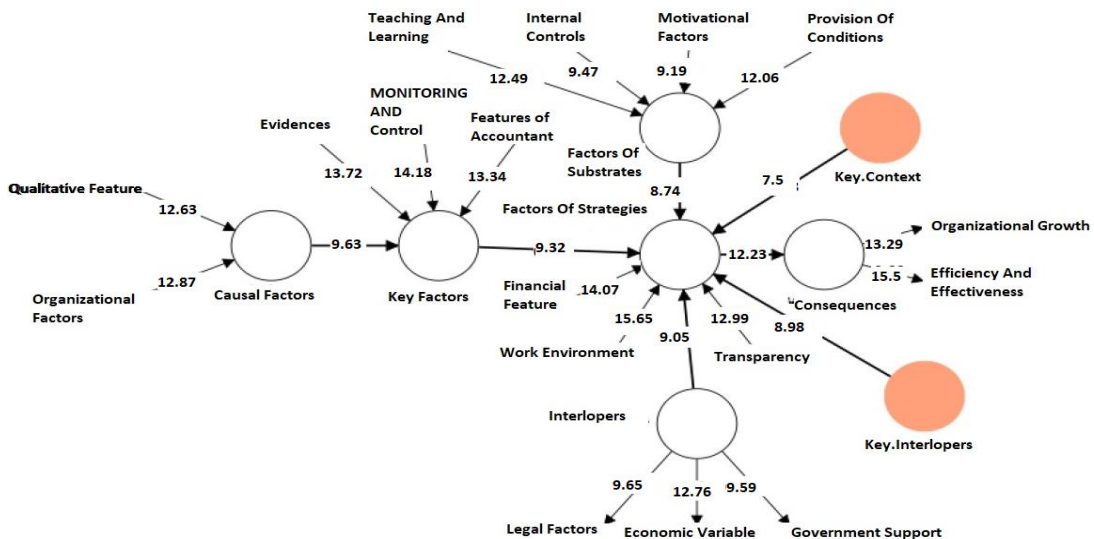 Teaching And
Learning
Internal
Controls
Motivational
Factors
Provision Of
Conditions
12.49
9.47
9.19
12.06
MONITORING
AND
Control
Evidences
Features of
Accountant
13.72
14.18
13.34
Factors Of
Substrates
Key.Context
Qualitative Feature
12.63
8.74
7.5
Factors Of Strategies
9.63
9.32
12.23
13.29
Organizational Growth
12.87
Organizational
Factors
Causal Factors
Key Factors
Financial
Feature
14.07
15.5
Efficiency And
Effectiveness
"Consequences
15.65
9.05
12.99
8.98
Work Environment
Transparency
Interlopers
Key.Interlopers
9.65
12.76
9.59
Legal Factors
Economic Variable
Government Support